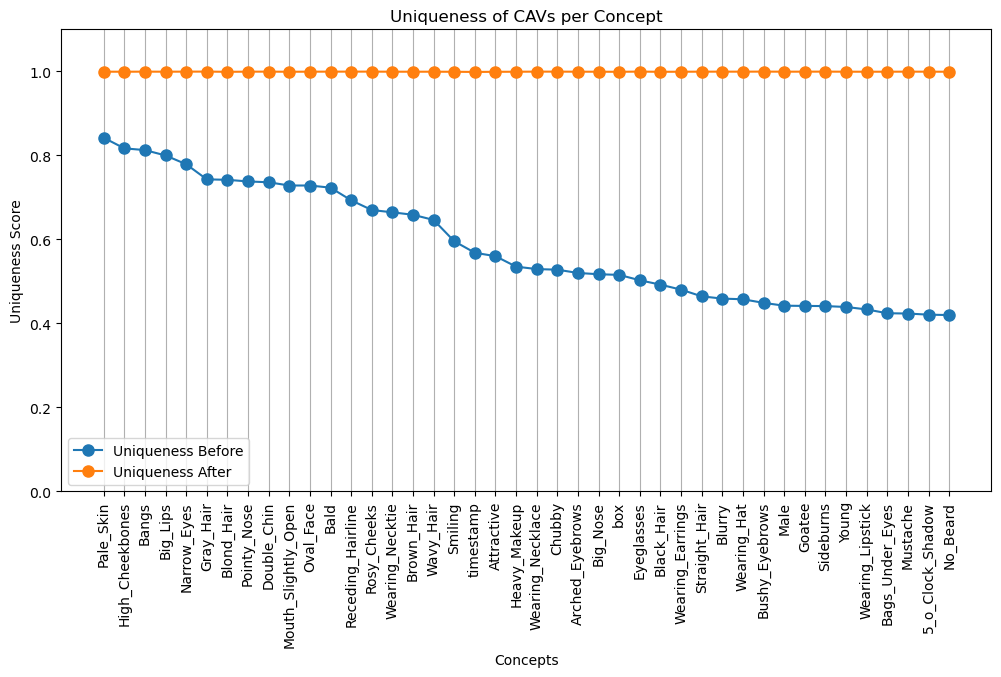 Uniqueness of CAVs per Concept
Uniqueness Score
1.0
0.8
0.6
0.4
0.2
0.0
Uniqueness Before
Uniqueness After
Pale_Skin
High_Cheekbones
Bangs
Big_Lips
Narrow_Eyes
Gray_Hair
Blond_Hair
Pointy_Nose
Double_Chin
Mouth_Slightly_Open
Oval_Face
Bald
Receding_Hairline
Rosy_Cheeks
Wearing_Necktie
Brown_Hair
Wavy_Hair
Smiling
timestamp
Attractive
Heavy_Makeup
Wearing_Necklace
Chubby
Arched_Eyebrows
Big_Nose
box
Eyeglasses
Black_Hair
Wearing_Earrings
Straight_Hair
Blurry
Wearing_Hat
Bushy_Eyebrows
Male
Goatee
Sideburns
Young
Wearing_Lipstick
Bags_Under_Eyes
Mustache
5_o_Clock_Shadow
No_Beard
Concepts